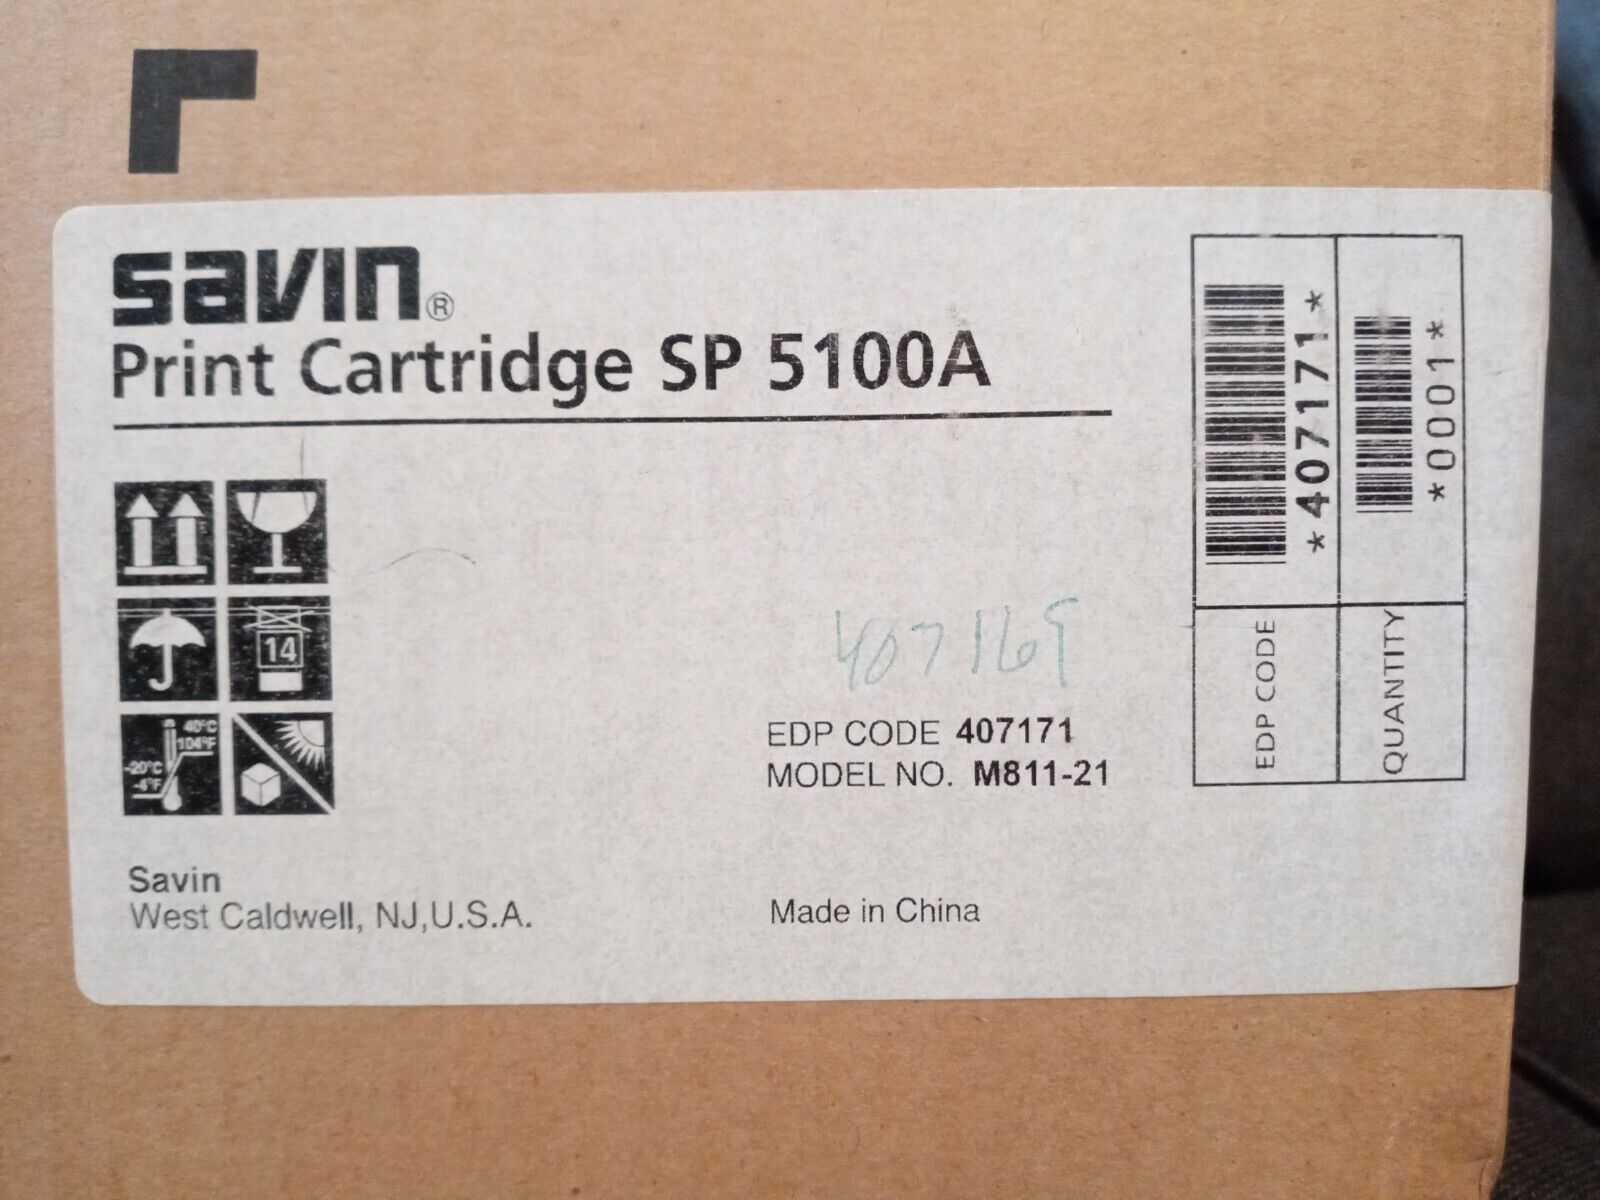 savin®
Print Cartridge SP 5100A
14
40°C
104°F
-20°C
-4°F
407169
EDP CODE 407171
MODEL NO. M811-21
Savin
West Caldwell, NJ,U.S.A.
Made in China
*407171*
*0001*
EDP CODE
QUANTITY